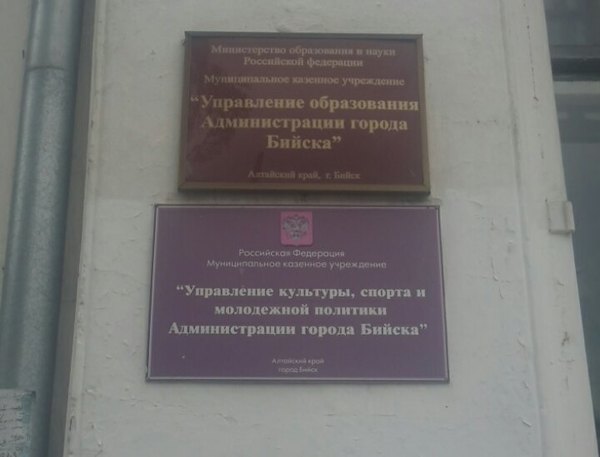 Министерство образования и науки
Российской федерации
Муниципальное казенное учреждение
“Управление образования
Администрации города
Бийска”
Алтайский край, г. Бийск
Российская Федерация
Муниципальное казенное учреждение
“Управление культуры, спорта и
молодежной политики
Администрации города Бийска”
Алтайский край
город Бийск